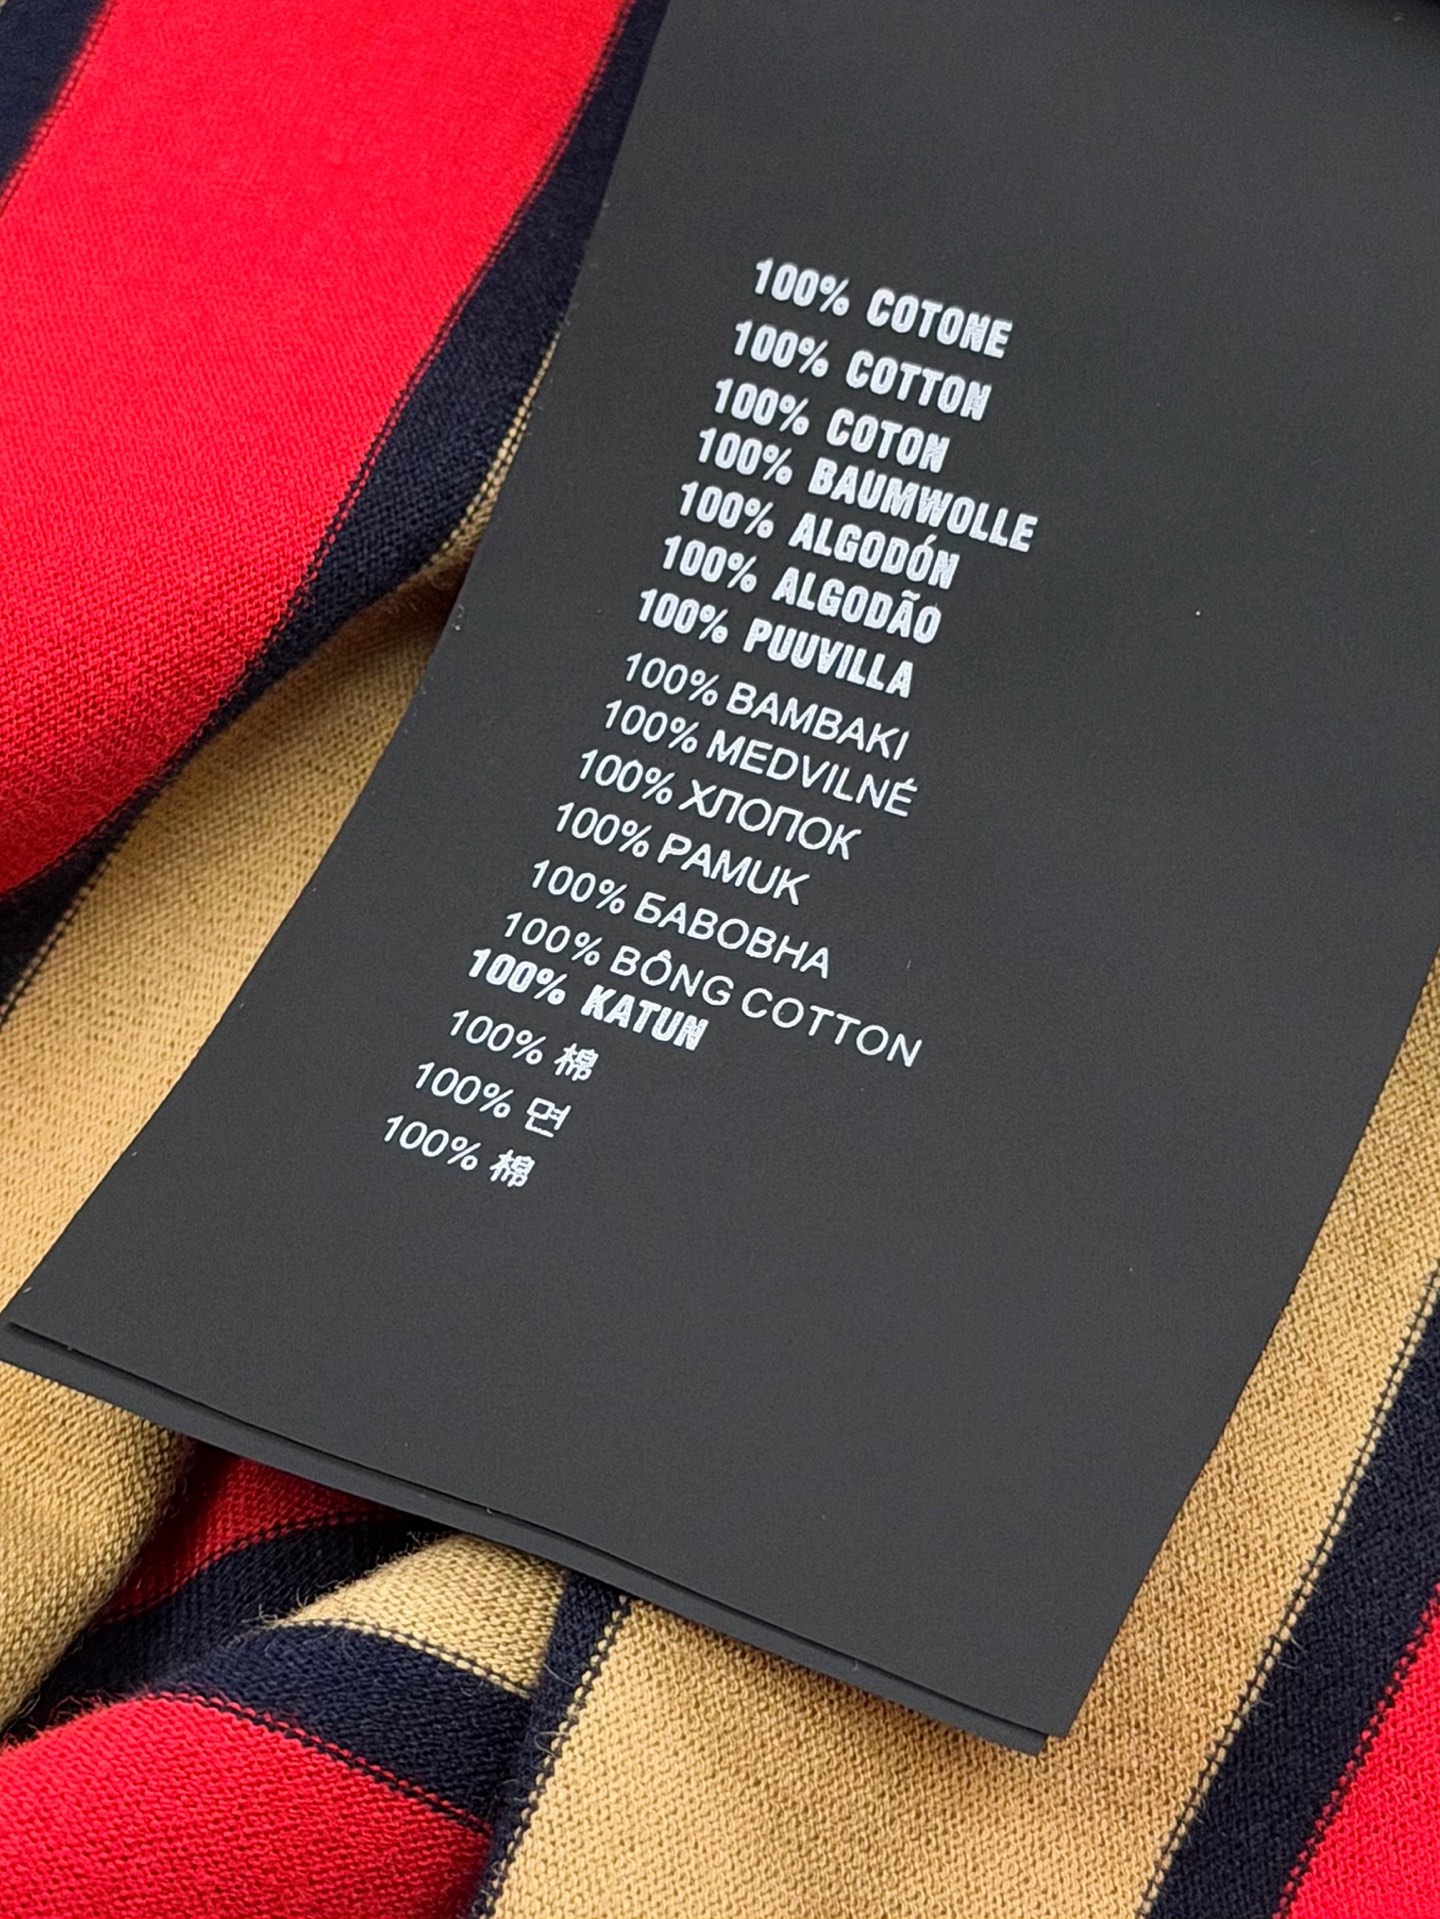 100% COTONE
100% COTTON
100% COTON
100% BAUMWOLLE
100% ALGODÓN
100% ALGODÃO
100% PUUVILLA
100% BAMBAKI
100% MEDVILNÉ
100% ХЛОПОК
100% PAMUK
100% БАВОВНА
100% BÔNG COTTON
100% KATUN
100% 棉
100% 면
100% 棉